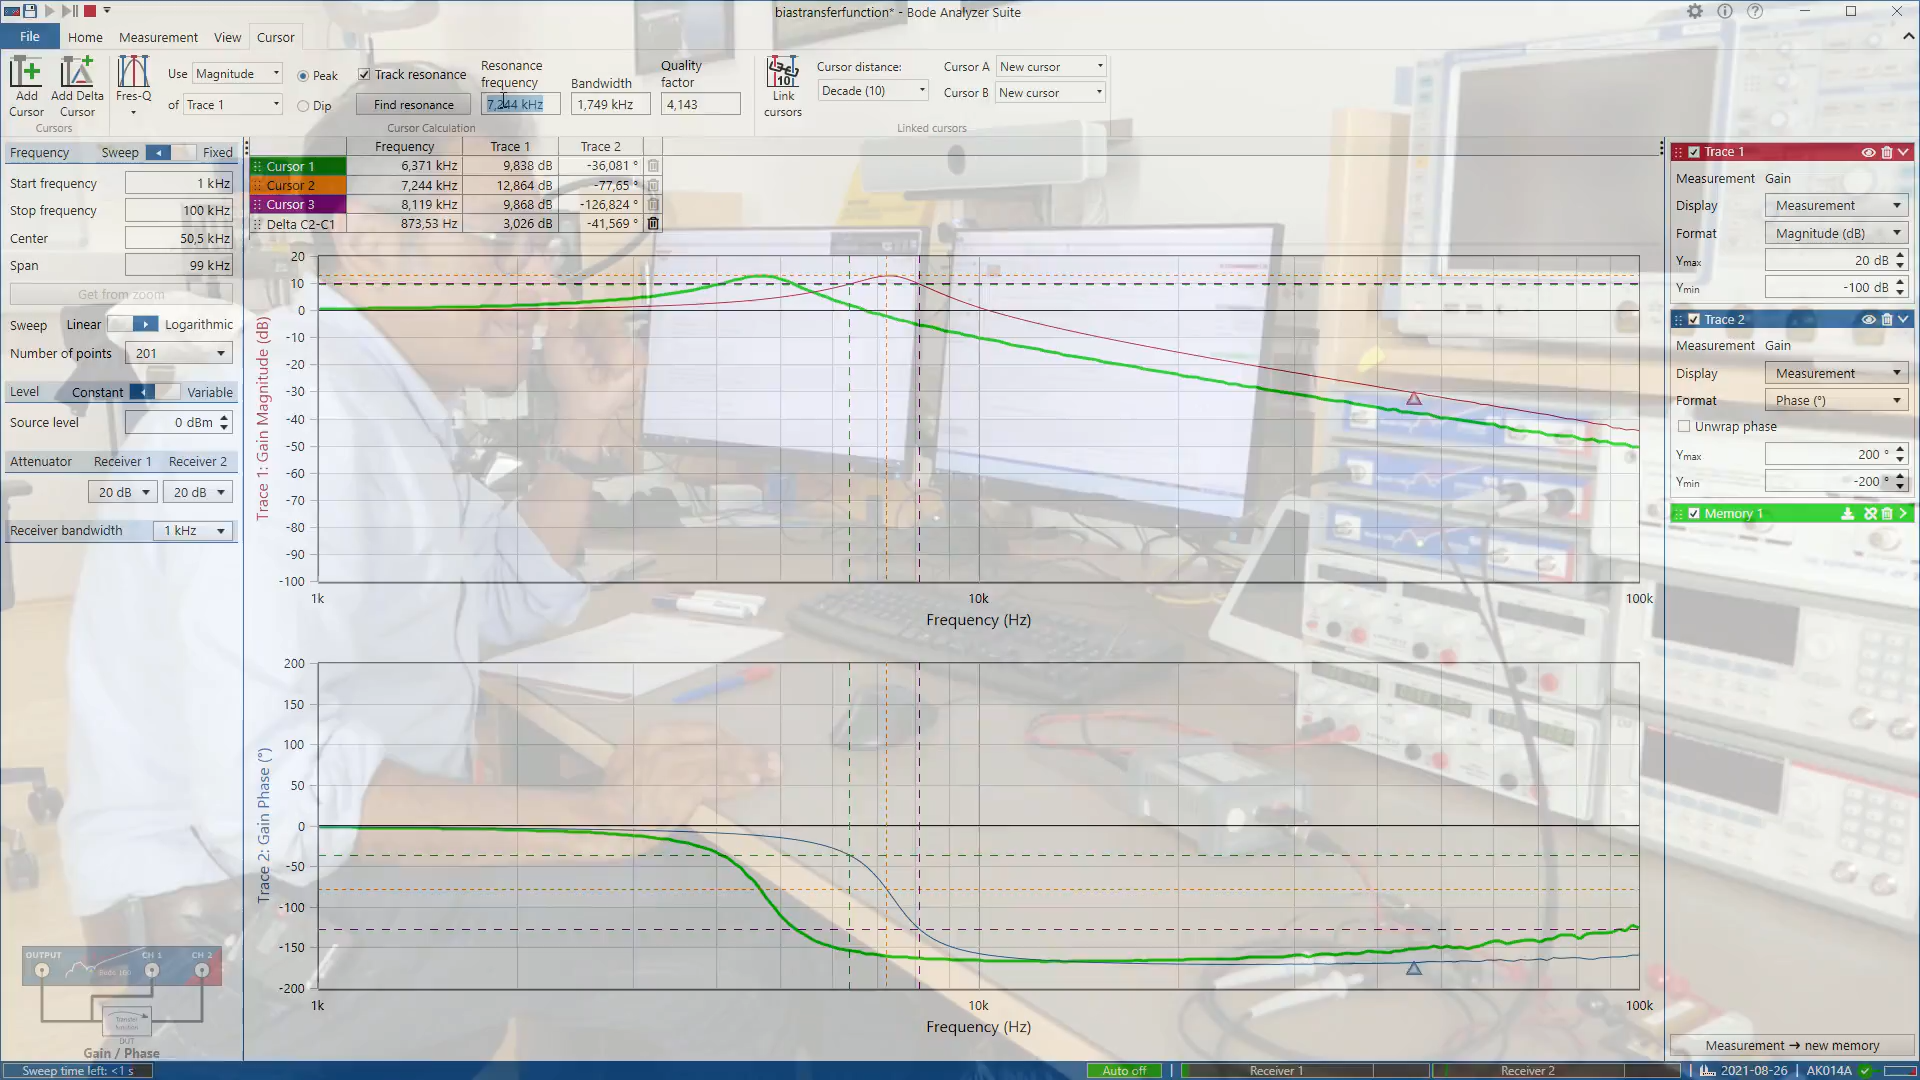 biastransferfunction* - Bode Analyzer Suite
File Home Measurement View Cursor
Add Cursor
Add Delta Cursor
Cursors
Fres-Q
Use Magnitude
of Trace 1
Peak
Dip
Track resonance
Find resonance
Resonance frequency
7,244 kHz
Bandwidth
1,749 kHz
Quality factor
4,143
Cursor Calculation
Link cursors
Cursor distance:
Decade (10)
Cursor A New cursor
Cursor B New cursor
Linked cursors
Frequency Sweep Fixed
Start frequency 1 kHz
Stop frequency 100 kHz
Center 50,5 kHz
Span 99 kHz
Get from zoom
Sweep Linear Logarithmic
Number of points 201
Level Constant Variable
Source level 0 dBm
Attenuator Receiver 1 Receiver 2
20 dB 20 dB
Receiver bandwidth 1 kHz
OUTPUT CH 1 CH 2
Bode 100
Transfer function
DUT
Gain / Phase
Frequency Trace 1 Trace 2
Cursor 1 6,371 kHz 9,838 dB -36,081 °
Cursor 2 7,244 kHz 12,864 dB -77,65 °
Cursor 3 8,119 kHz 9,868 dB -126,824 °
Delta C2-C1 873,53 Hz 3,026 dB -41,569 °
Trace 1: Gain Magnitude (dB)
20
10
0
-10
-20
-30
-40
-50
-60
-70
-80
-90
-100
1k 10k 100k
Frequency (Hz)
Trace 2: Gain Phase (°)
200
150
100
50
0
-50
-100
-150
-200
1k 10k 100k
Frequency (Hz)
Trace 1
Measurement Gain
Display Measurement
Format Magnitude (dB)
Ymax 20 dB
Ymin -100 dB
Trace 2
Measurement Gain
Display Measurement
Format Phase (°)
Unwrap phase
Ymax 200 °
Ymin -200 °
Memory 1
Measurement → new memory
Sweep time left: <1 s
Auto off Receiver 1 Receiver 2 2021-08-26 AK014A